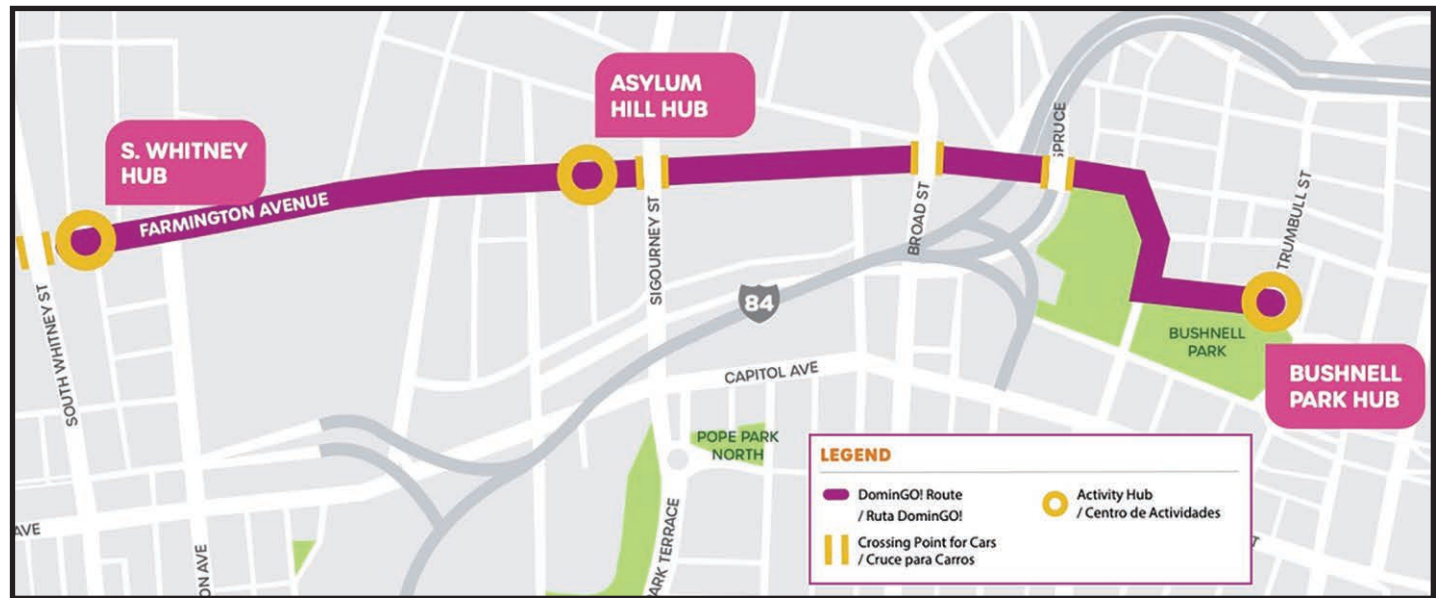 S. WHITNEY
HUB
ASYLUM
HILL HUB
FARMINGTON AVENUE
SOUTH WHITNEY ST
SIGOURNEY ST
BROAD ST
SPRUCE
TRUMBULL ST
84
CAPITOL AVE
BUSHNELL
PARK
BUSHNELL
PARK HUB
POPE PARK
NORTH
ARK TERRACE
AVE
ON AVE
LEGEND
DominGO! Route
/ Ruta DominGO!
Crossing Point for Cars
/ Cruce para Carros
Activity Hub
/ Centro de Actividades